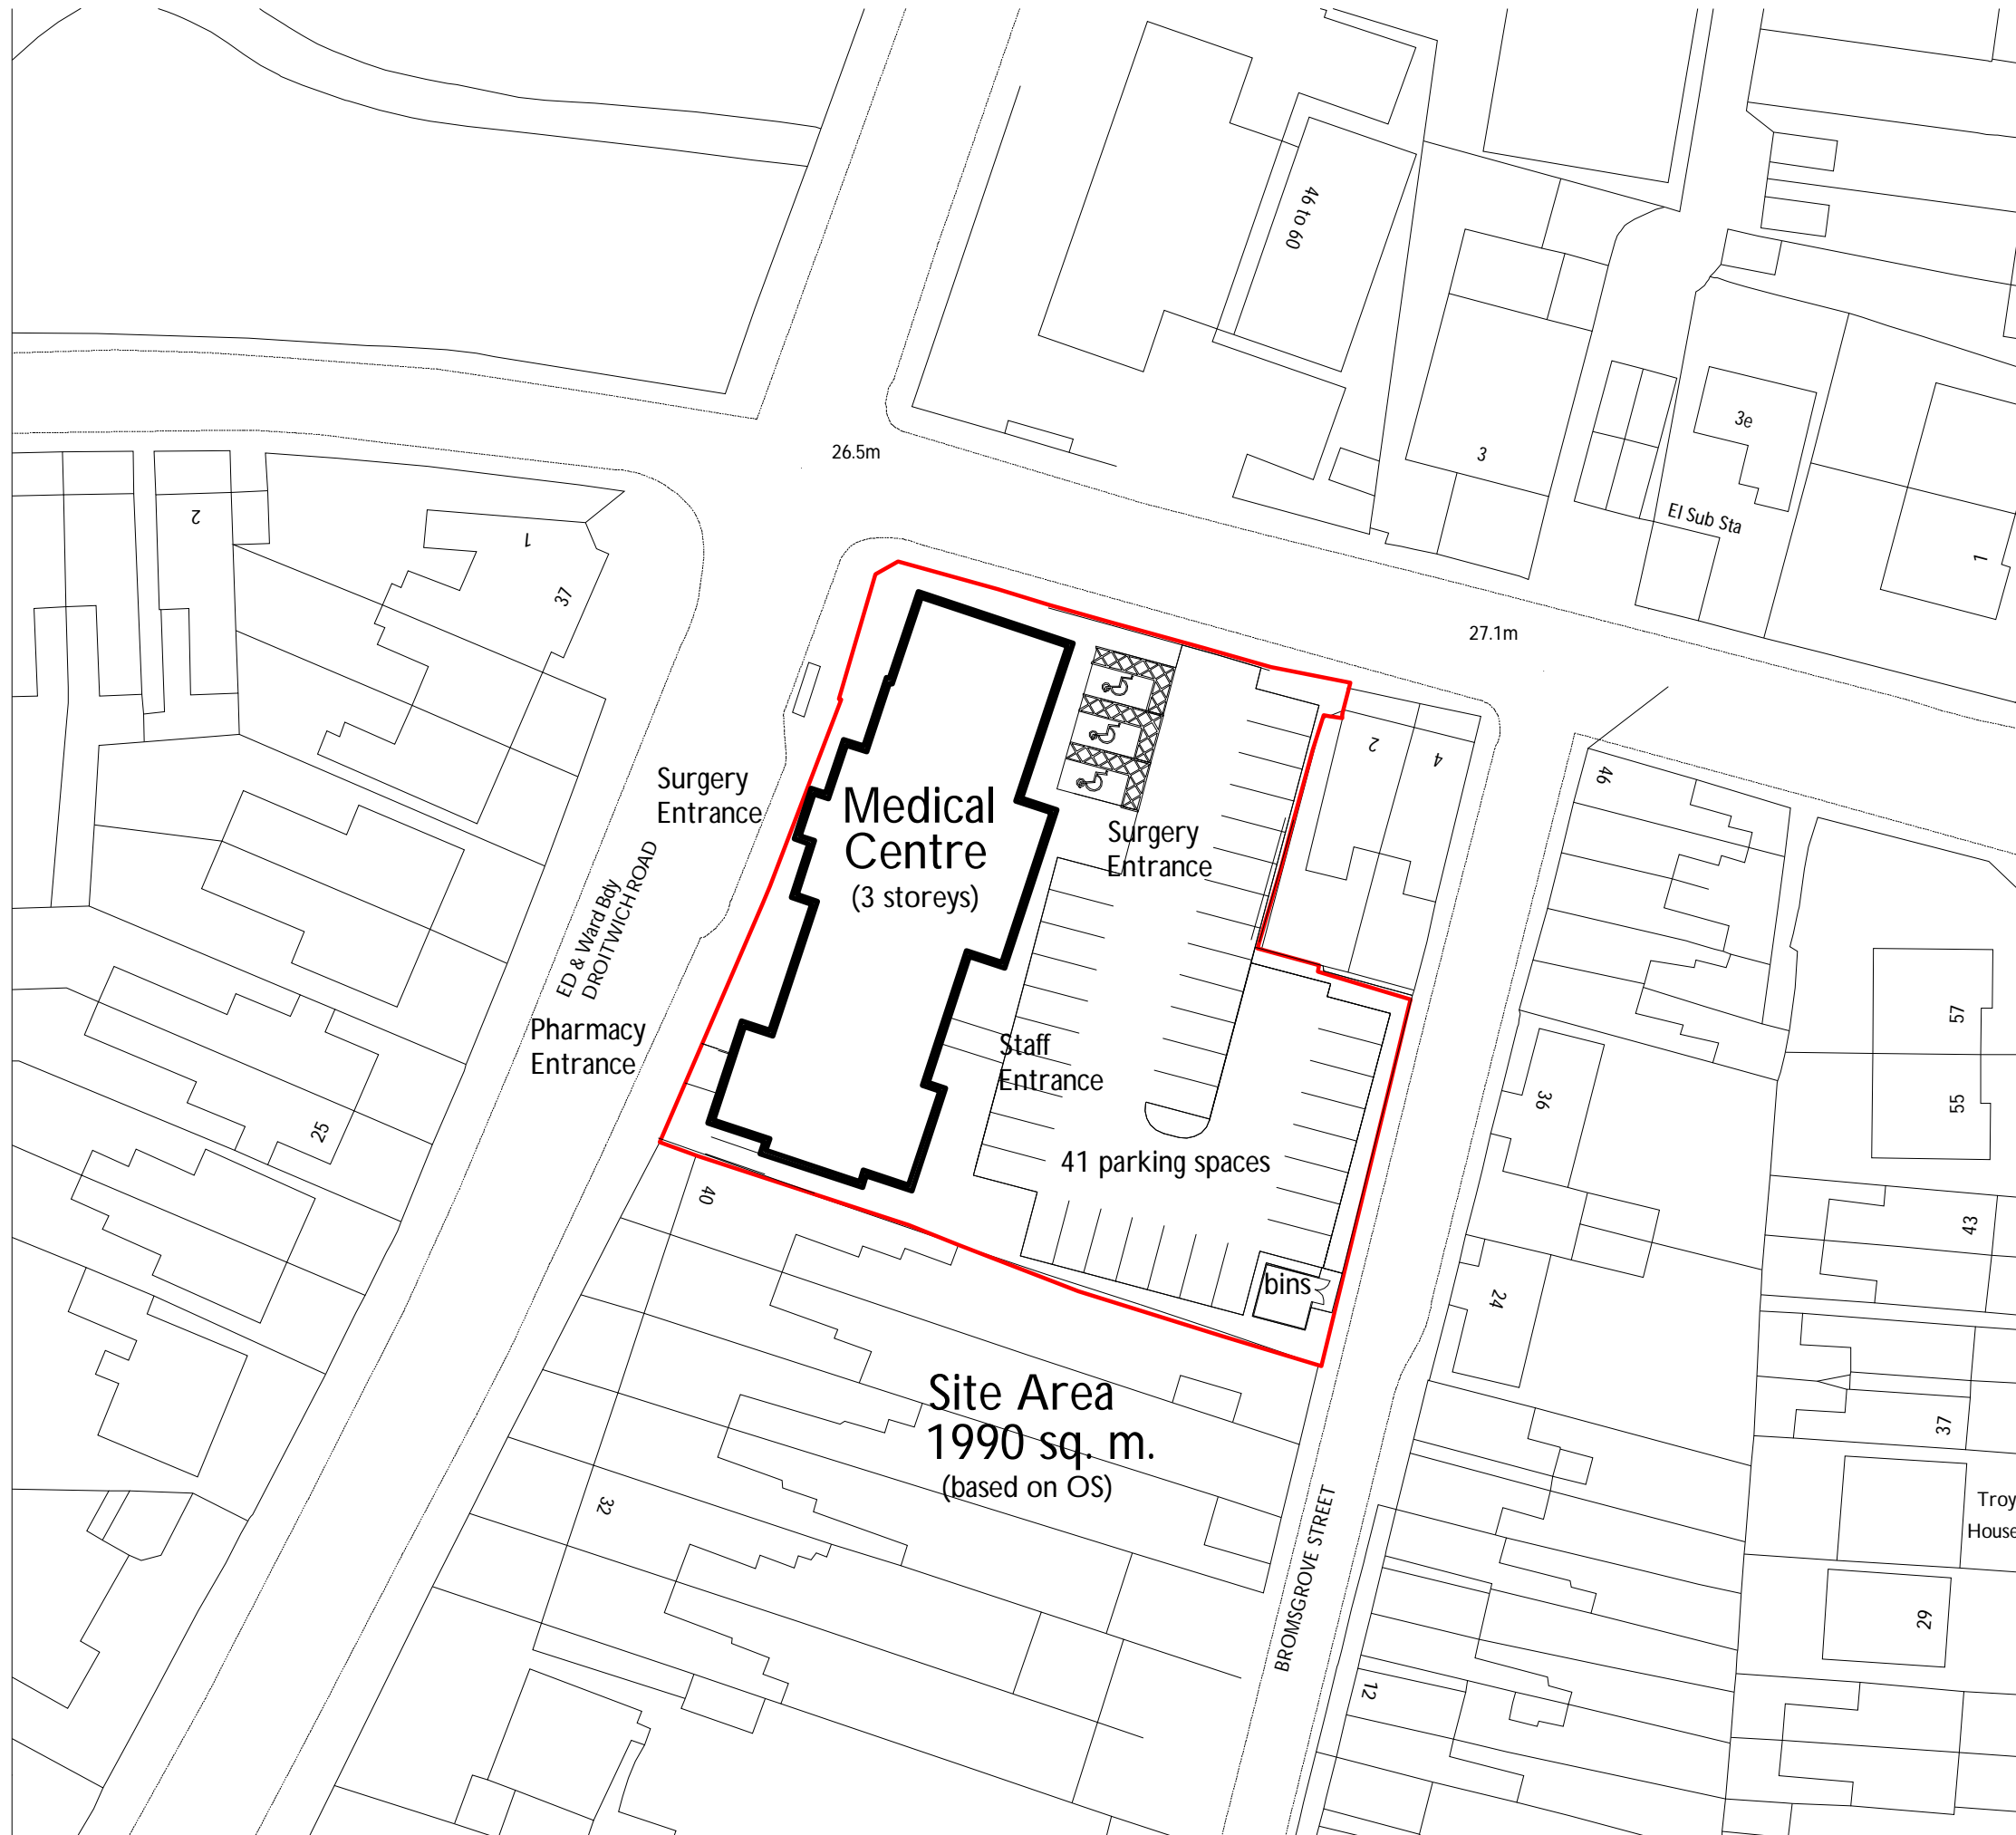 46 to 60
26.5m
3
3e
El Sub Sta
1
2
1
37
27.1m
2
4
46
Surgery
Entrance
Medical
Centre
(3 storeys)
Surgery
Entrance
ED & Ward Bdy
DROITWICH ROAD
Pharmacy
Entrance
Staff
Entrance
57
55
36
25
41 parking spaces
40
43
bins
24
Site Area
1990 sq. m.
(based on OS)
37
32
Troy
House
BROMSGROVE STREET
29
12